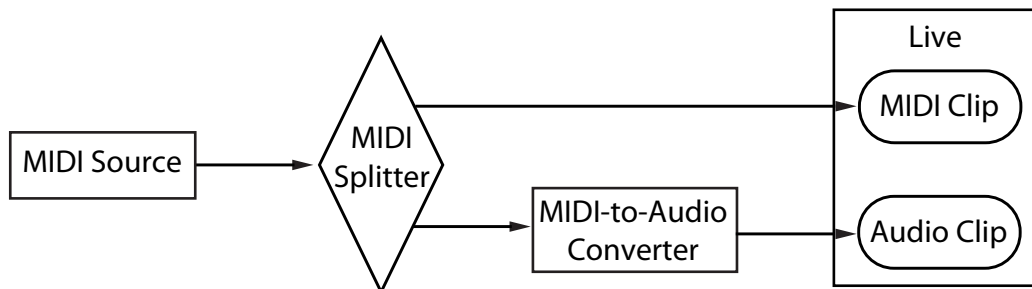 Live
MIDI Clip
MIDI Source
MIDI
Splitter
MIDI-to-Audio
Converter
Audio Clip